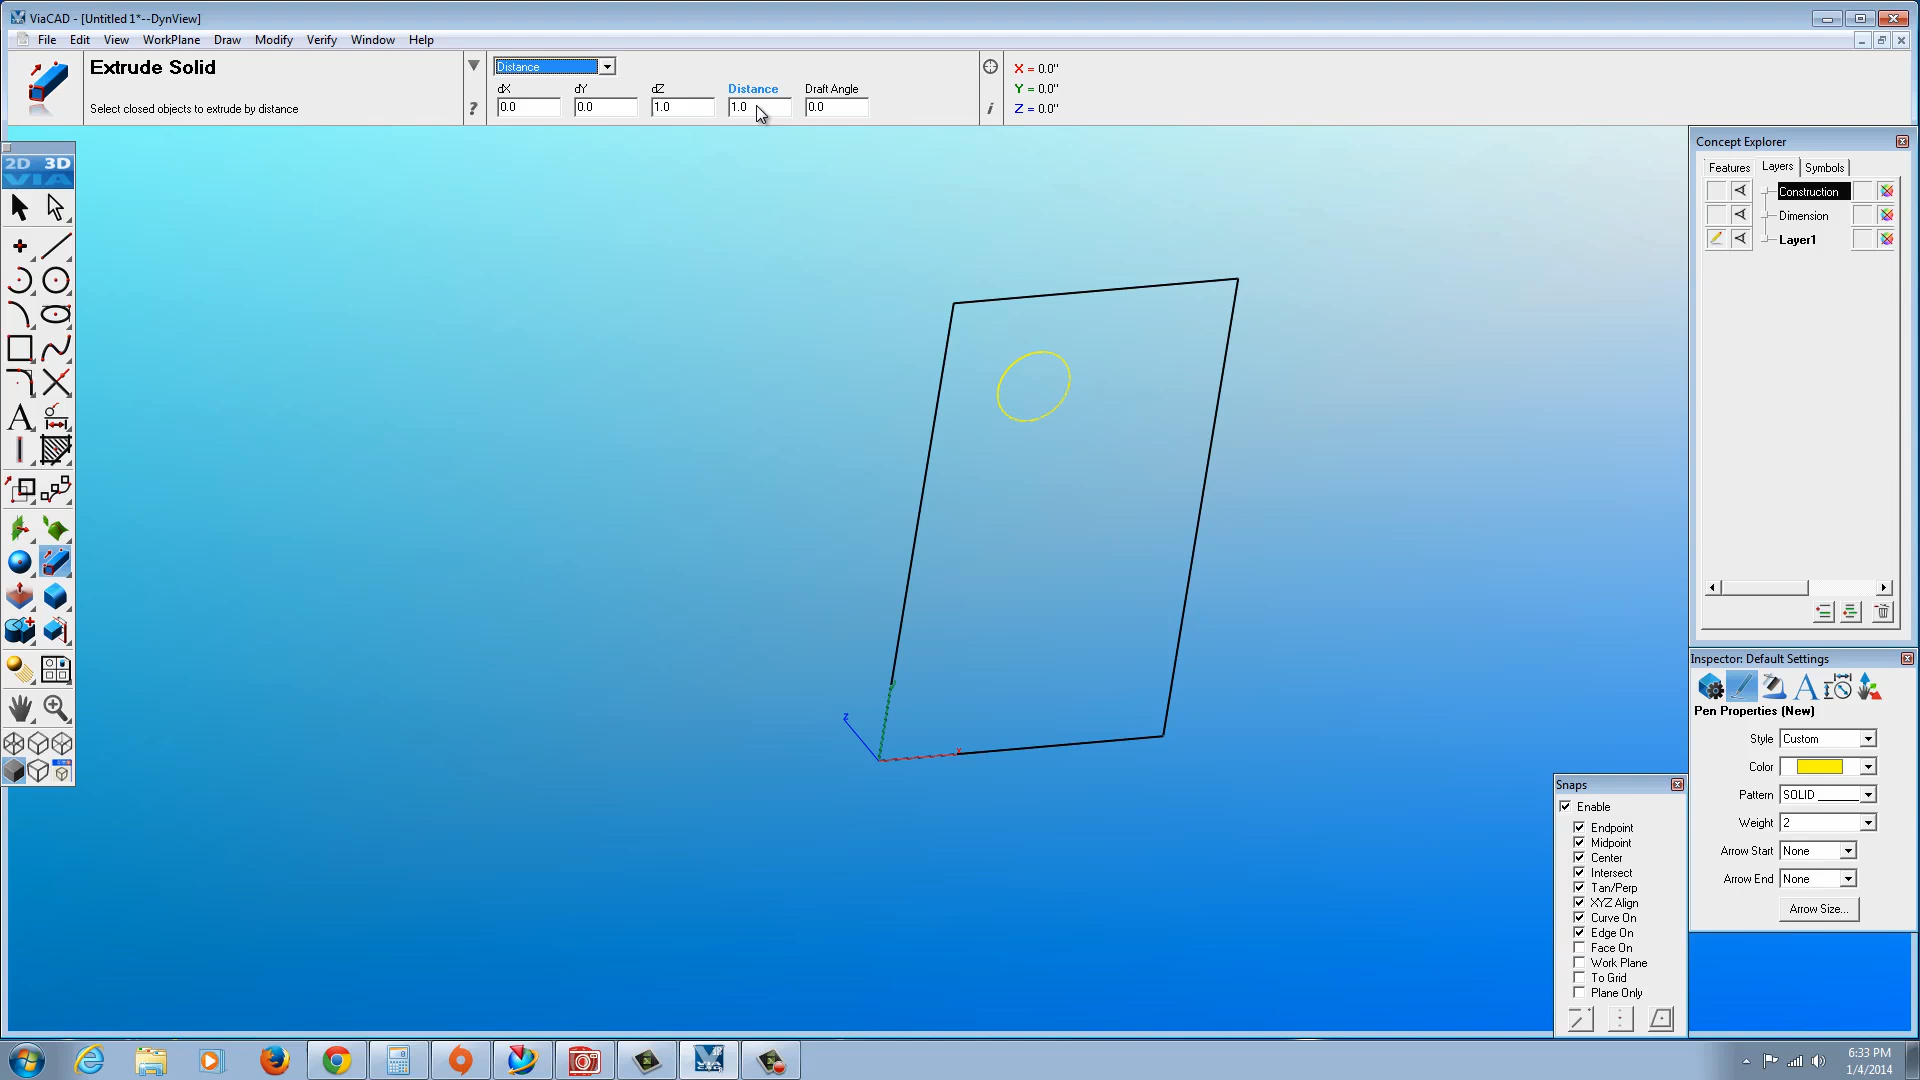 ViaCAD - [Untitled 1*--DynView]
File Edit View WorkPlane Draw Modify Verify Window Help
Extrude Solid
Select closed objects to extrude by distance
Distance
dX dY dZ Distance Draft Angle
0.0 0.0 1.0 1.0 0.0
?
i
X = 0.0"
Y = 0.0"
Z = 0.0"
2D 3D
VIA
A
z
x
Concept Explorer
Features Layers Symbols
Construction
Dimension
Layer1
Inspector: Default Settings
A
Pen Properties (New)
Style Custom
Color
Pattern SOLID
Weight 2
Arrow Start None
Arrow End None
Arrow Size...
Snaps
Enable
Endpoint
Midpoint
Center
Intersect
Tan/Perp
XYZ Align
Curve On
Edge On
Face On
Work Plane
To Grid
Plane Only
6:33 PM
1/4/2014